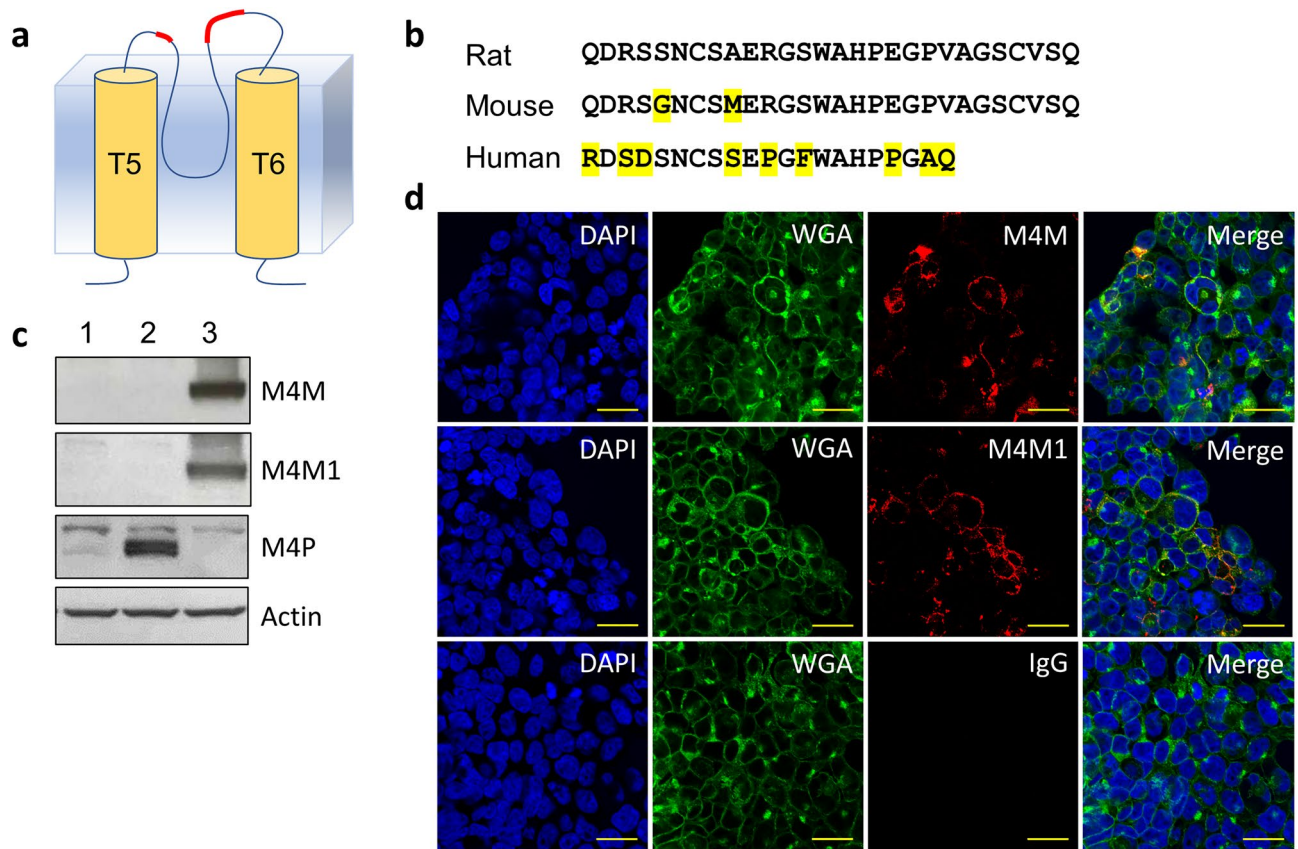 a
T5
T6
b
Rat QDRSSNCSAERGSWAHPEGPVAGSCVSQ
Mouse QDRSGNCSMERGSWAHPEGPVAGSCVSQ
Human RDSDSNCSSEPGFWAHPPGAQ
c
1 2 3
M4M
M4M1
M4P
Actin
d
DAPI WGA M4M Merge
DAPI WGA M4M1 Merge
DAPI WGA IgG Merge